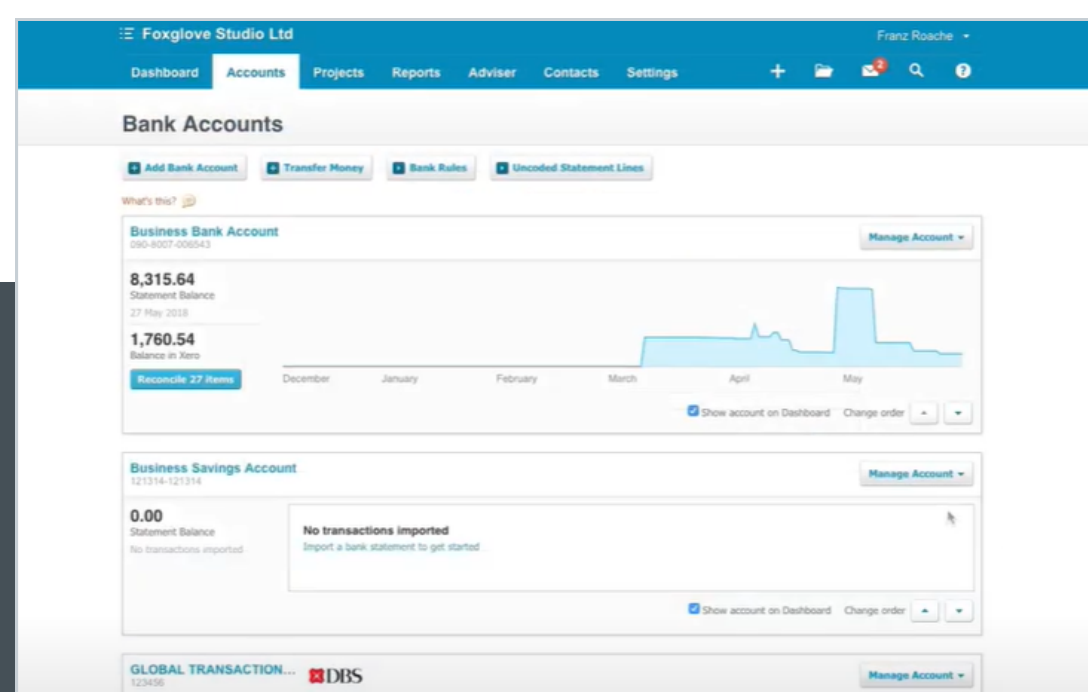 Foxglove Studio Ltd
Franz Roache
Dashboard Accounts Projects Reports Adviser Contacts Settings 2 ?
Bank Accounts
Add Bank Account Transfer Money Bank Rules Uncoded Statement Lines
What's this?
Business Bank Account
090-8007-006543
Manage Account
8,315.64
Statement Balance
27 May 2018
1,760.54
Balance in Xero
Reconcile 27 items
December January February March April May
Show account on Dashboard Change order
Business Savings Account
121314-121314
Manage Account
0.00
Statement Balance
No transactions imported
No transactions imported
Import a bank statement to get started
Show account on Dashboard Change order
GLOBAL TRANSACTION... DBS
123456
Manage Account